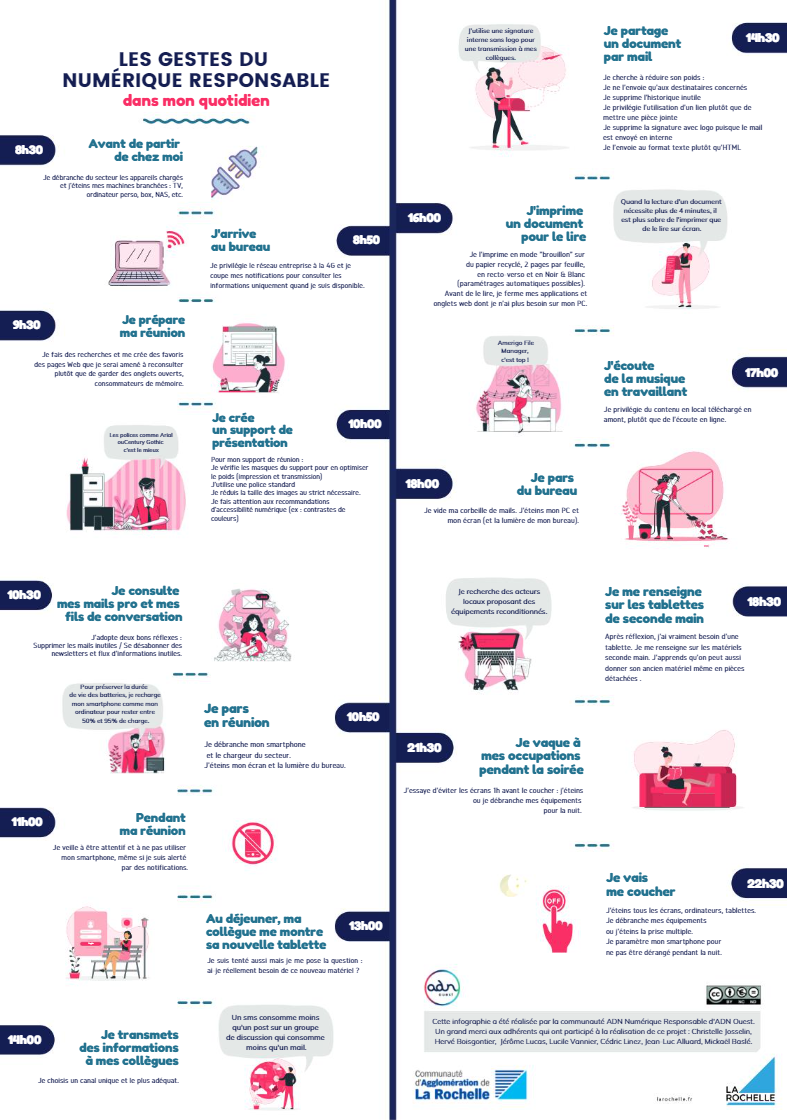 LES GESTES DU
NUMÉRIQUE RESPONSABLE
dans mon quotidien
8h30
Avant de partir
de chez moi
Je débranche du secteur les appareils chargés
et j'éteins mes machines branchées : TV,
ordinateur perso, box, NAS, etc.
J'arrive
au bureau
8h50
Je privilégie le réseau entreprise à la 4G et je
coupe mes notifications pour consulter les
informations uniquement quand je suis disponible.
9h30
Je prépare
ma réunion
Je fais des recherches et me crée des favoris
des pages Web que je serai amené à reconsulter
plutôt que de garder des onglets ouverts,
consommateurs de mémoire.
Je crée
un support de
présentation
10h00
Les polices comme Arial
ouCentury Gothic
c'est le mieux
Pour mon support de réunion :
Je vérifie les masques du support pour en optimiser
le poids (impression et transmission)
J'utilise une police standard
Je réduis la taille des images au strict nécessaire.
Je fais attention aux recommandations
d'accessibilité numérique (ex : contrastes de
couleurs)
10h30
Je consulte
mes mails pro et mes
fils de conversation
J'adopte deux bons réflexes :
Supprimer les mails inutiles / Se désabonner des
newsletters et flux d'informations inutiles.
Pour préserver la durée
de vie des batteries, je recharge
mon smartphone comme mon
ordinateur pour rester entre
50% et 95% de charge.
Je pars
en réunion
10h50
Je débranche mon smartphone
et le chargeur du secteur.
J'éteins mon écran et la lumière du bureau.
11h00
Pendant
ma réunion
Je veille à être attentif et à ne pas utiliser
mon smartphone, même si je suis alerté
par des notifications.
Au déjeuner, ma
collègue me montre
sa nouvelle tablette
13h00
Je suis tenté aussi mais je me pose la question :
ai je réellement besoin de ce nouveau matériel ?
14h00
Je transmets
des informations
à mes collègues
Je choisis un canal unique et le plus adéquat.
Un sms consomme moins
qu'un post sur un groupe
de discussion qui consomme
moins qu'un mail.
J'utilise une signature
interne sans logo pour
une transmission à mes
collègues.
Je partage
un document
par mail
14h30
Je cherche à réduire son poids :
Je ne l'envoie qu'aux destinataires concernés
Je supprime l'historique inutile
Je privilégie l'utilisation d'un lien plutôt que de
mettre une pièce jointe
Je supprime la signature avec logo puisque le mail
est envoyé en interne
Je l'envoie au format texte plutôt qu'HTML
16h00
J'imprime
un document
pour le lire
Quand la lecture d'un document
nécessite plus de 4 minutes, il
est plus sobre de l'imprimer que
de le lire sur écran.
Je l'imprime en mode "brouillon" sur
du papier recyclé, 2 pages par feuille,
en recto verso et en Noir & Blanc
(paramétrages automatiques possibles).
Avant de le lire, je ferme mes applications et
onglets web dont je n'ai plus besoin sur mon PC.
Amerigo File
Manager,
c'est top !
J'écoute
de la musique
en travaillant
17h00
Je privilégie du contenu en local téléchargé en
amont, plutôt que de l'écoute en ligne.
18h00
Je pars
du bureau
Je vide ma corbeille de mails. J'éteins mon PC et
mon écran (et la lumière de mon bureau).
Je recherche des acteurs
locaux proposant des
équipements reconditionnés.
Je me renseigne
sur les tablettes
de seconde main
18h30
Après réflexion, j'ai vraiment besoin d'une
tablette. Je me renseigne sur les matériels
seconde main. J'apprends qu'on peut aussi
donner son ancien matériel même en pièces
détachées .
21h30
Je vaque à
mes occupations
pendant la soirée
J'essaye d'éviter les écrans 1h avant le coucher : j'éteins
ou je débranche mes équipements
pour la nuit.
OFF
Je vais
me coucher
22h30
J'éteins tous les écrans, ordinateurs, tablettes.
Je débranche mes équipements
ou j'éteins la prise multiple.
Je paramètre mon smartphone pour
ne pas être dérangé pendant la nuit.
adn
OUEST
cc BY NC ND
Cette infographie a été réalisée par la communauté ADN Numérique Responsable d'ADN Ouest.
Un grand merci aux adhérents qui ont participé à la réalisation de ce projet : Christelle Josselin,
Hervé Boisgontier, Jérôme Lucas, Lucile Vannier, Cédric Linez, Jean-Luc Alluard, Mickaël Baslé.
Communauté
d'Agglomération de
La Rochelle
larochelle.fr
LA
ROCHELLE